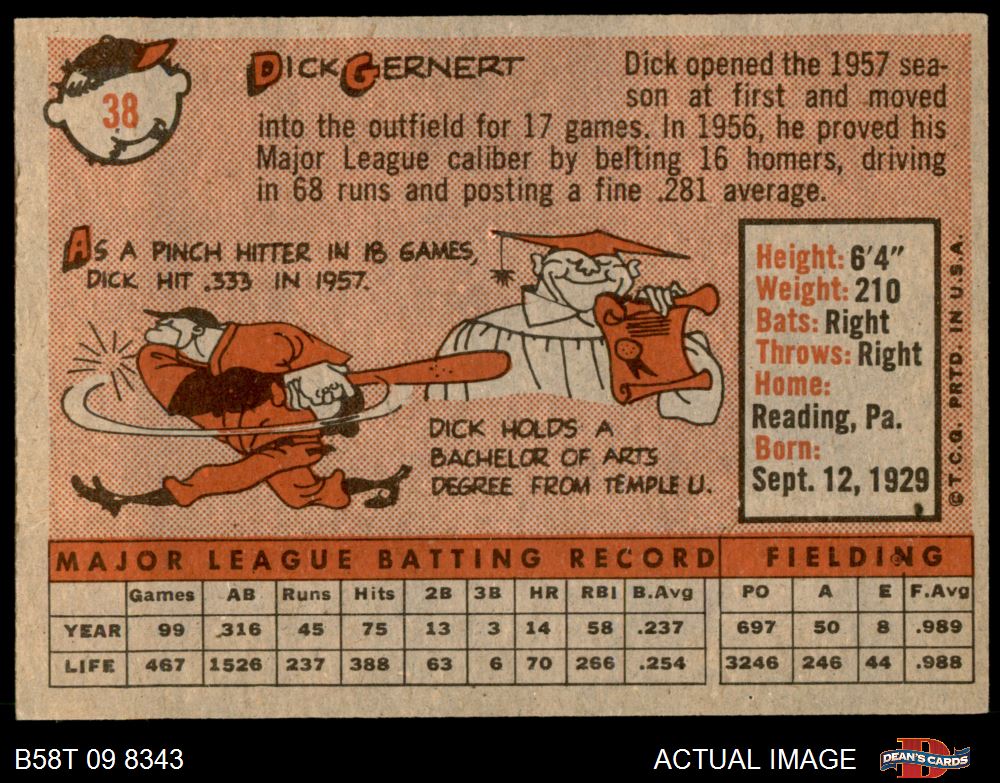 38
DICK GERNERT
Dick opened the 1957 sea-
son at first and moved
into the outfield for 17 games. In 1956, he proved his
Major League caliber by belting 16 homers, driving
in 68 runs and posting a fine .281 average.
AS A PINCH HITTER IN 18 GAMES,
DICK HIT .333 IN 1957.
DICK HOLDS A
BACHELOR OF ARTS
DEGREE FROM TEMPLE U.
Height: 6'4"
Weight: 210
Bats: Right
Throws: Right
Home:
Reading, Pa.
Born:
Sept. 12, 1929
©T.C.G. PRTD. IN U.S.A.
MAJOR LEAGUE BATTING RECORD FIELDING
Games AB Runs Hits 2B 3B HR RBI B.Avg PO A E F.Avg
YEAR 99 316 45 75 13 3 14 58 .237 697 50 8 .989
LIFE 467 1526 237 388 63 6 70 266 .254 3246 246 44 .988
B58T 09 8343 ACTUAL IMAGE DEAN'S CARDS